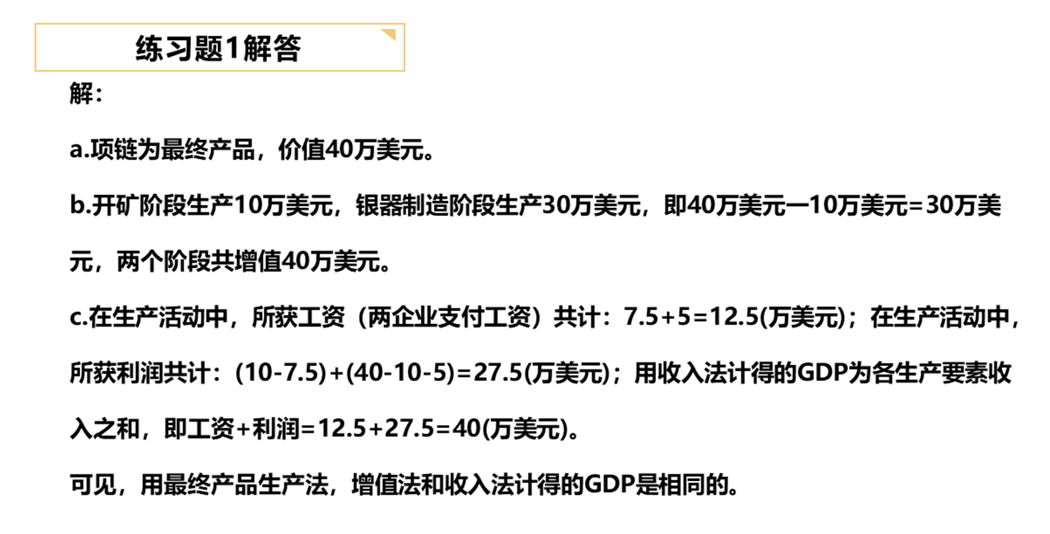 练习题1解答
解：
a.项链为最终产品，价值40万美元。
b.开矿阶段生产10万美元，银器制造阶段生产30万美元，即40万美元一10万美元=30万美
元，两个阶段共增值40万美元。
c.在生产活动中，所获工资（两企业支付工资）共计：7.5+5=12.5(万美元)；在生产活动中，
所获利润共计：(10-7.5)+(40-10-5)=27.5(万美元)；用收入法计得的GDP为各生产要素收
入之和，即工资+利润=12.5+27.5=40(万美元)。
可见，用最终产品生产法，增值法和收入法计得的GDP是相同的。